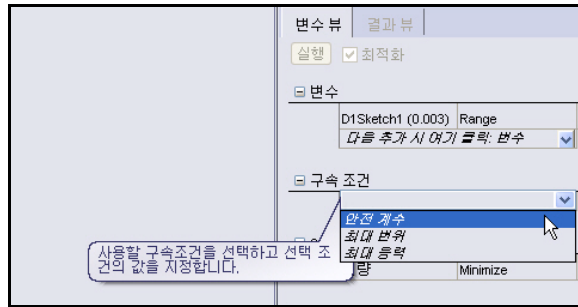 변수 뷰 결과 뷰
실행 최적화
변수
D1Sketch1 (0.003) Range
다음 추가 시 여기 클릭: 변수
구속 조건
안전 계수
최대 변위
최대 응력
사용할 구속조건을 선택하고 선택 조
건의 값을 지정합니다.
량 Minimize